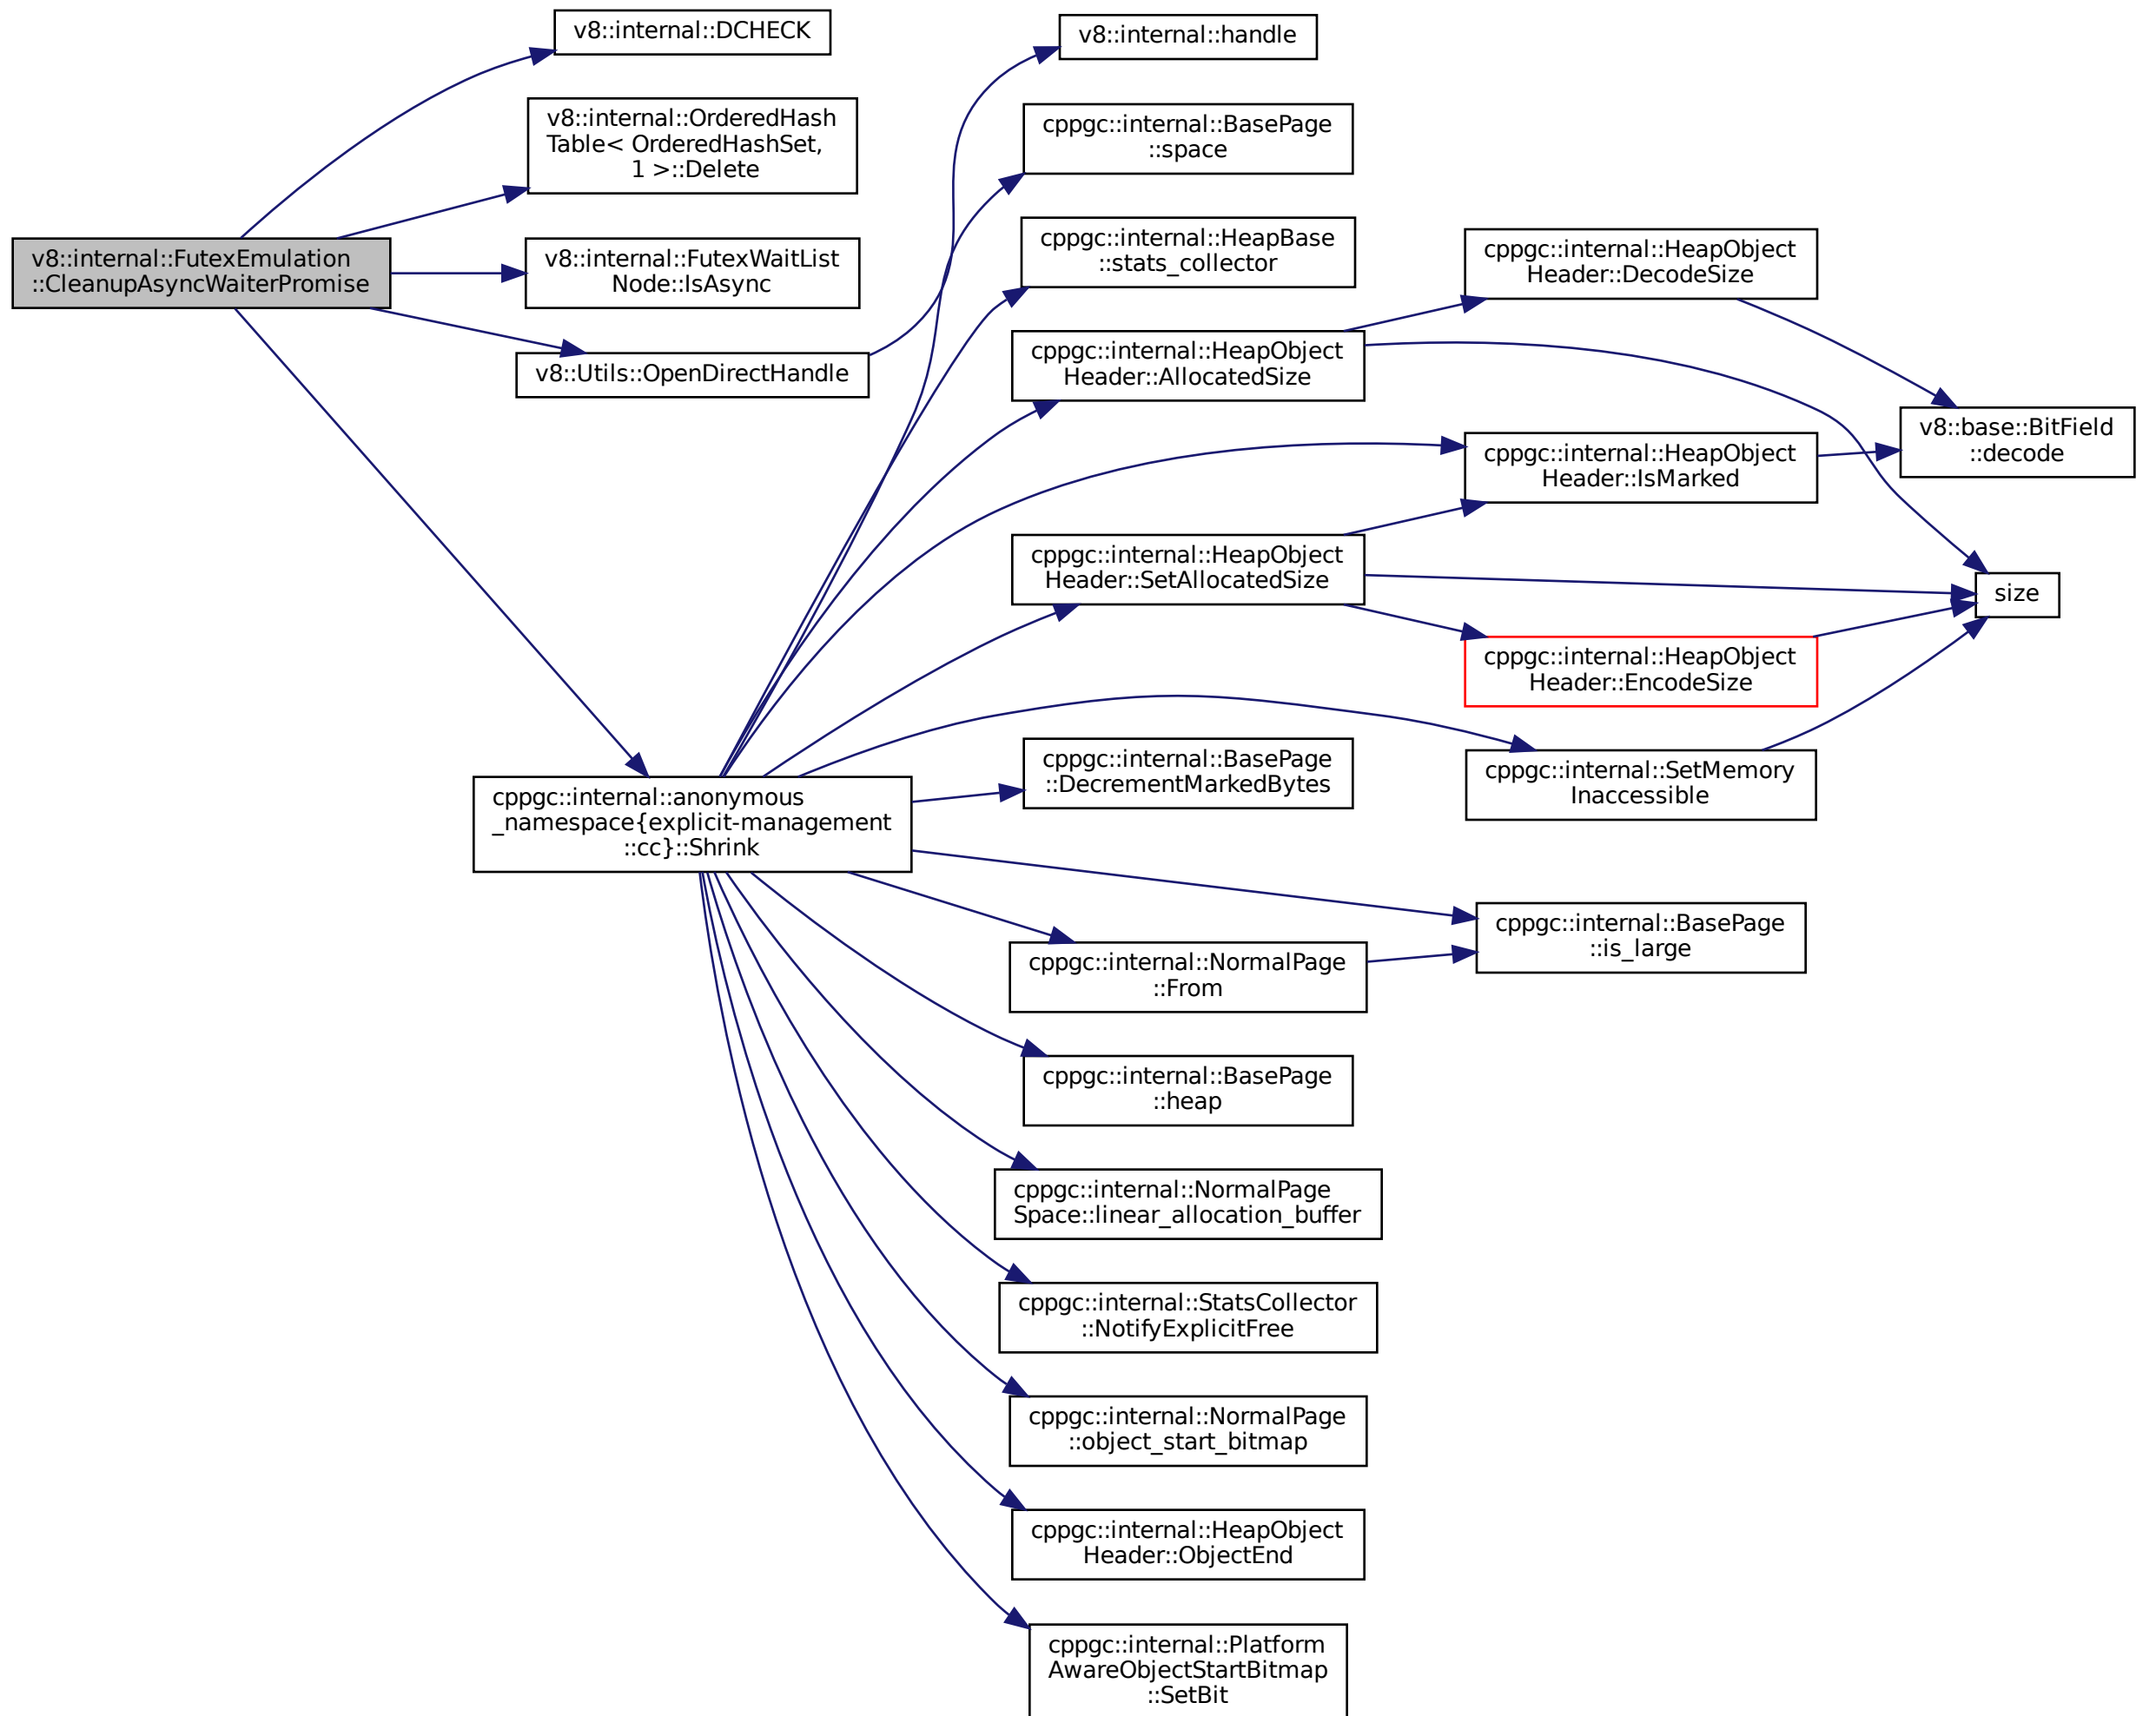 v8::internal::FutexEmulation
::CleanupAsyncWaiterPromise
v8::internal::DCHECK
v8::internal::OrderedHash
Table< OrderedHashSet,
1 >::Delete
v8::internal::FutexWaitList
Node::IsAsync
v8::Utils::OpenDirectHandle
cppgc::internal::anonymous
_namespace{explicit-management
::cc}::Shrink
v8::internal::handle
cppgc::internal::BasePage
::space
cppgc::internal::HeapBase
::stats_collector
cppgc::internal::HeapObject
Header::AllocatedSize
cppgc::internal::HeapObject
Header::SetAllocatedSize
cppgc::internal::BasePage
::DecrementMarkedBytes
cppgc::internal::NormalPage
::From
cppgc::internal::BasePage
::heap
cppgc::internal::NormalPage
Space::linear_allocation_buffer
cppgc::internal::StatsCollector
::NotifyExplicitFree
cppgc::internal::NormalPage
::object_start_bitmap
cppgc::internal::HeapObject
Header::ObjectEnd
cppgc::internal::Platform
AwareObjectStartBitmap
::SetBit
cppgc::internal::HeapObject
Header::DecodeSize
cppgc::internal::HeapObject
Header::IsMarked
cppgc::internal::HeapObject
Header::EncodeSize
cppgc::internal::SetMemory
Inaccessible
cppgc::internal::BasePage
::is_large
v8::base::BitField
::decode
size